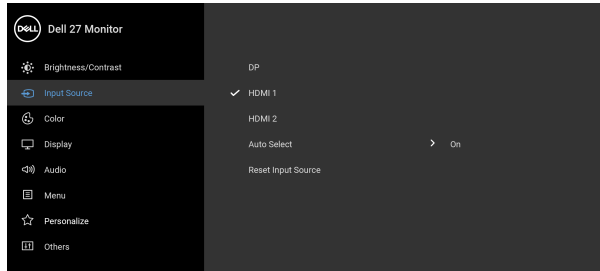 DELL Dell 27 Monitor
Brightness/Contrast
Input Source
Color
Display
Audio
Menu
Personalize
Others
DP
HDMI 1
HDMI 2
Auto Select On
Reset Input Source